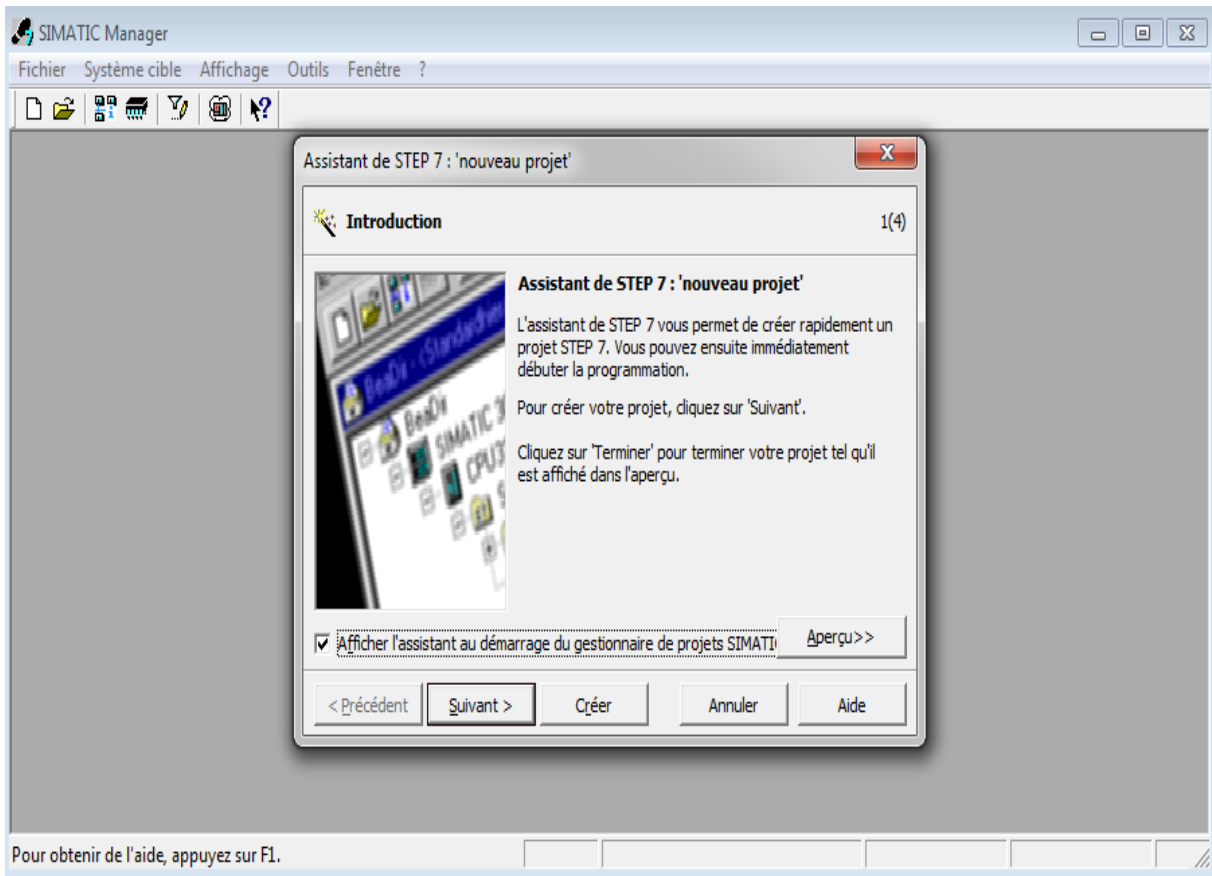 SIMATIC Manager
Fichier Système cible Affichage Outils Fenêtre ?
Assistant de STEP 7 : 'nouveau projet'
Introduction 1(4)
BeaDir
SIMATIC 3
CPU3
S
Assistant de STEP 7 : 'nouveau projet'
L'assistant de STEP 7 vous permet de créer rapidement un
projet STEP 7. Vous pouvez ensuite immédiatement
débuter la programmation.
Pour créer votre projet, cliquez sur 'Suivant'.
Cliquez sur 'Terminer' pour terminer votre projet tel qu'il
est affiché dans l'aperçu.
Afficher l'assistant au démarrage du gestionnaire de projets SIMATI
Aperçu>>
< Précédent Suivant > Créer Annuler Aide
Pour obtenir de l'aide, appuyez sur F1.